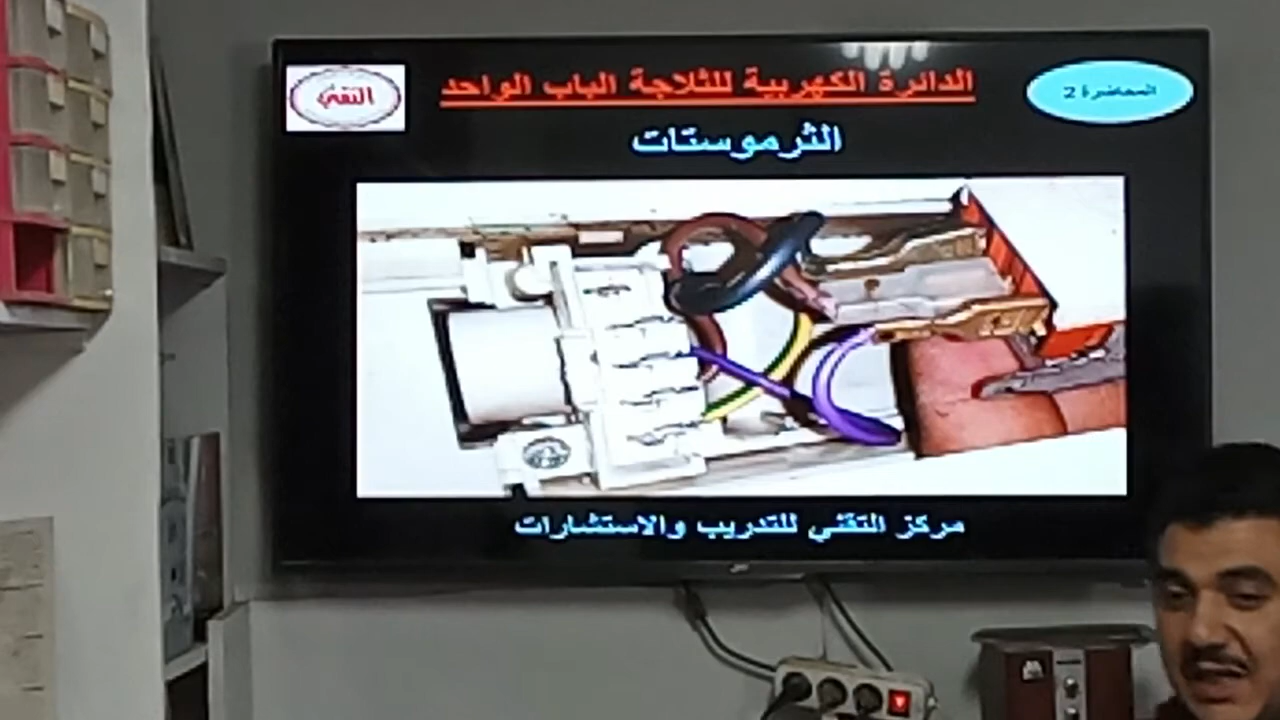 المحاضرة 2
الدائرة الكهربية للثلاجة الباب الواحد
التقني
الثرموستات
مركز التقني للتدريب والاستشارات